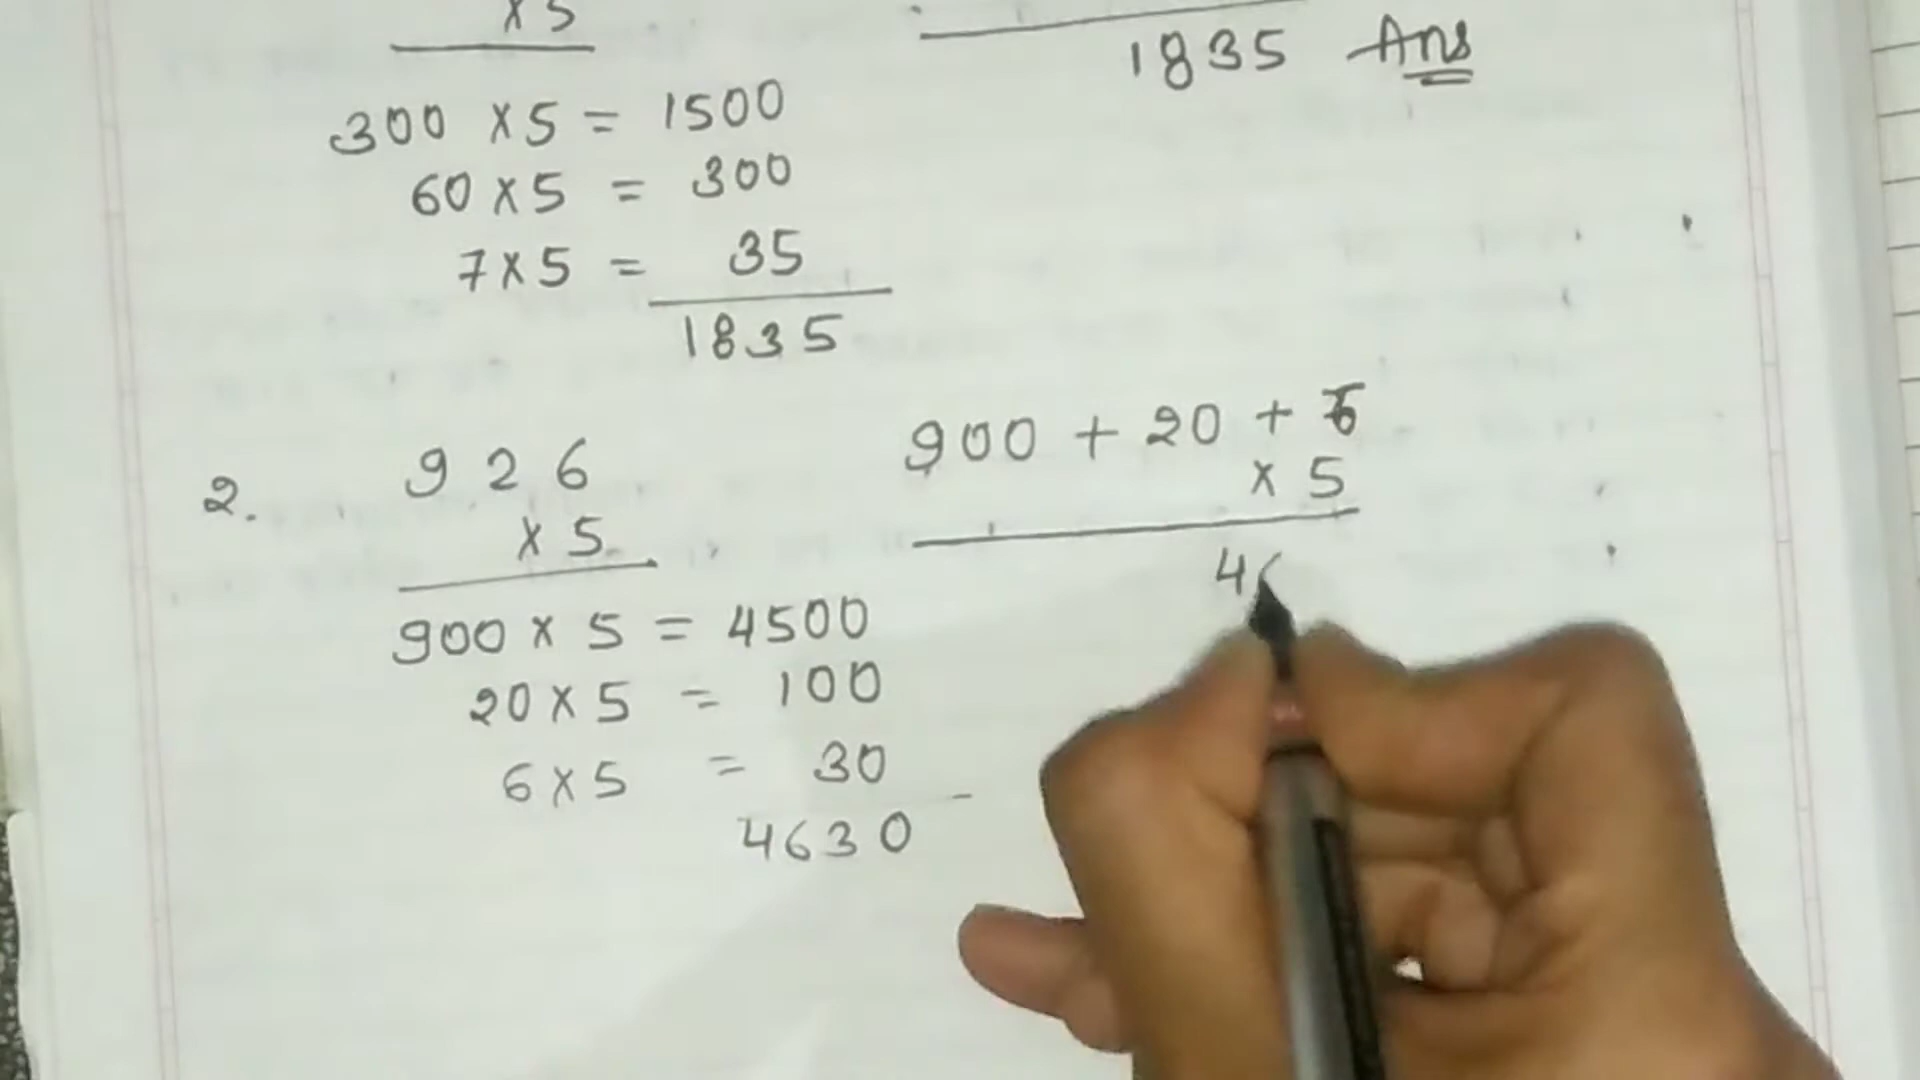 x 5
1835 Ans
300 x 5 = 1500
60 x 5 = 300
7 x 5 = 35
1835
2. 926
x 5
900 x 5 = 4500
20 x 5 = 100
6 x 5 = 30
4630
900 + 20 + 6
x 5
46